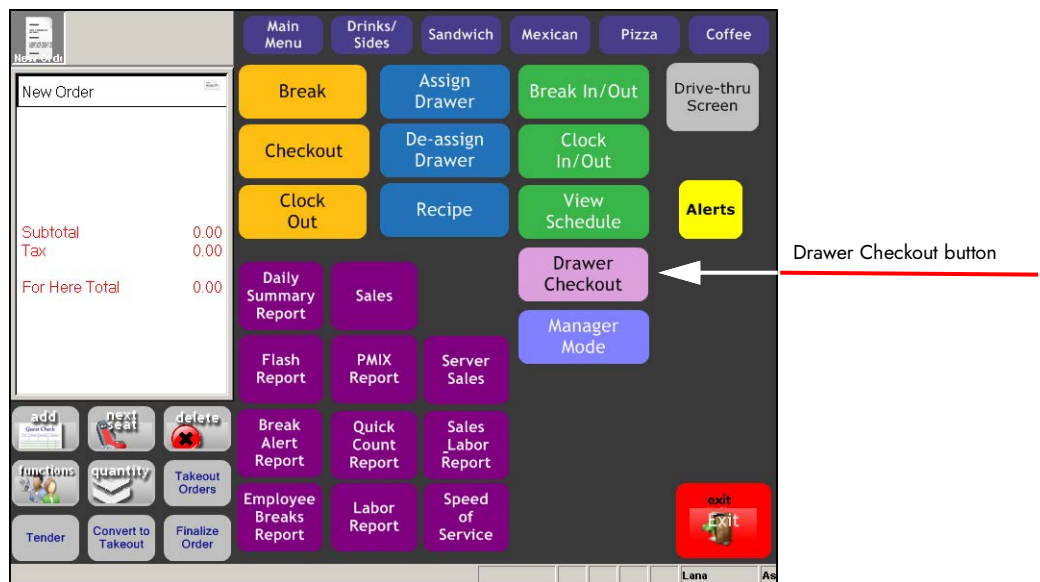 New Orde
Main
Menu
Drinks/
Sides
Sandwich
Mexican
Pizza
Coffee
New Order
Break
Assign
Drawer
Break In/Out
Drive-thru
Screen
Checkout
De-assign
Drawer
Clock
In/Out
Clock
Out
Recipe
View
Schedule
Alerts
Subtotal 0.00
Tax 0.00
For Here Total 0.00
Drawer
Checkout
Drawer Checkout button
Daily
Summary
Report
Sales
Manager
Mode
Flash
Report
PMIX
Report
Server
Sales
add
Guest Check
next
seat
delete
Break
Alert
Report
Quick
Count
Report
Sales
_Labor
Report
functions
quantity
Takeout
Orders
Employee
Breaks
Report
Labor
Report
Speed
of
Service
exit
Exit
Tender
Convert to
Takeout
Finalize
Order
Lana
As